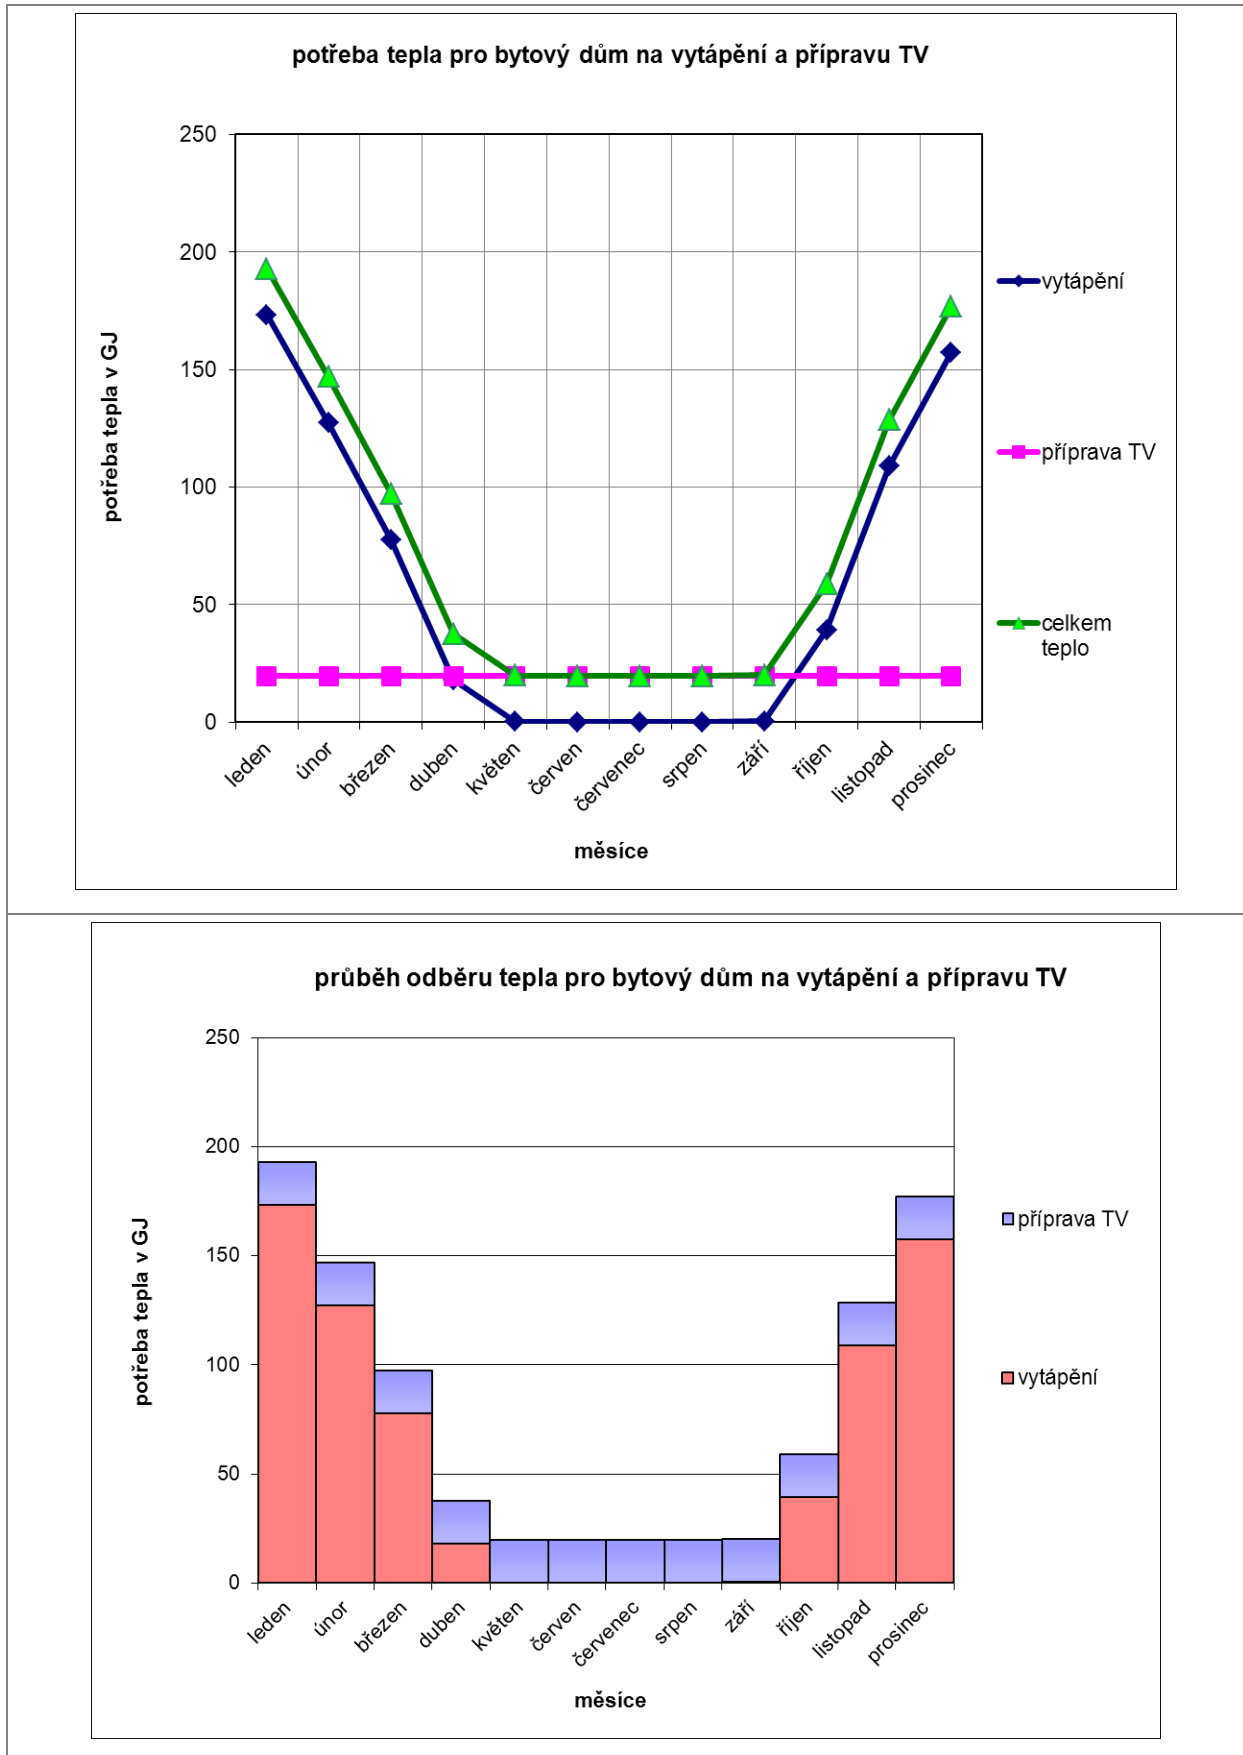 potřeba tepla pro bytový dům na vytápění a přípravu TV
250
200
150
100
50
0
potřeba tepla v GJ
leden
únor
březen
duben
květen
červen
červenec
srpen
září
říjen
listopad
prosinec
měsíce
vytápění
příprava TV
celkem
teplo
průběh odběru tepla pro bytový dům na vytápění a přípravu TV
250
200
150
100
50
0
potřeba tepla v GJ
leden
únor
březen
duben
květen
červen
červenec
srpen
září
říjen
listopad
prosinec
měsíce
příprava TV
vytápění